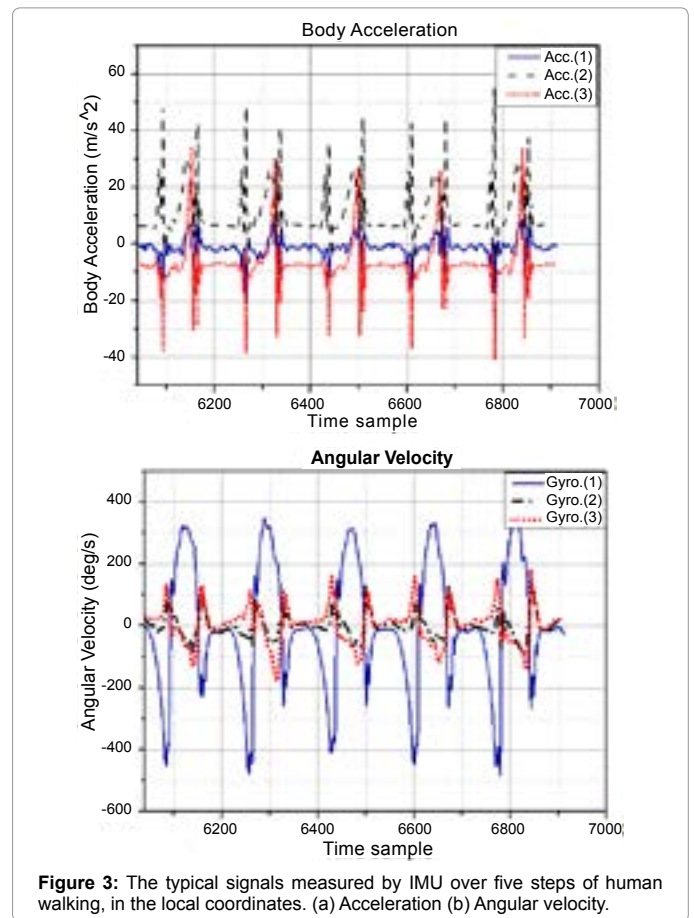 Body Acceleration
Acc.(1)
Acc.(2)
Acc.(3)
Body Acceleration (m/s^2)
60
40
20
0
-20
-40
6200
6400
6600
6800
7000
Time sample
Angular Velocity
Gyro.(1)
Gyro.(2)
Gyro.(3)
Angular Velocity (deg/s)
400
200
0
-200
-400
-600
6200
6400
6600
6800
7000
Time sample
Figure 3: The typical signals measured by IMU over five steps of human
walking, in the local coordinates. (a) Acceleration (b) Angular velocity.